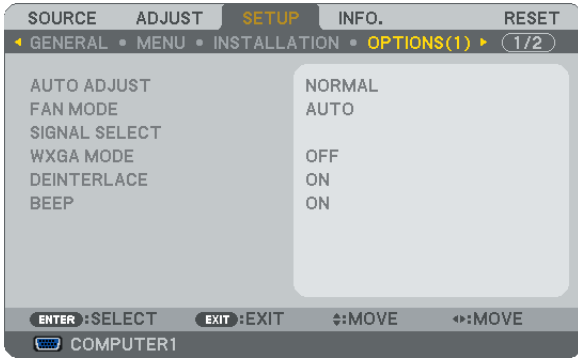 SOURCE ADJUST SETUP INFO. RESET
GENERAL • MENU • INSTALLATION • OPTIONS(1) 1/2
AUTO ADJUST NORMAL
FAN MODE AUTO
SIGNAL SELECT
WXGA MODE OFF
DEINTERLACE ON
BEEP ON
ENTER :SELECT EXIT :EXIT :MOVE :MOVE
COMPUTER1